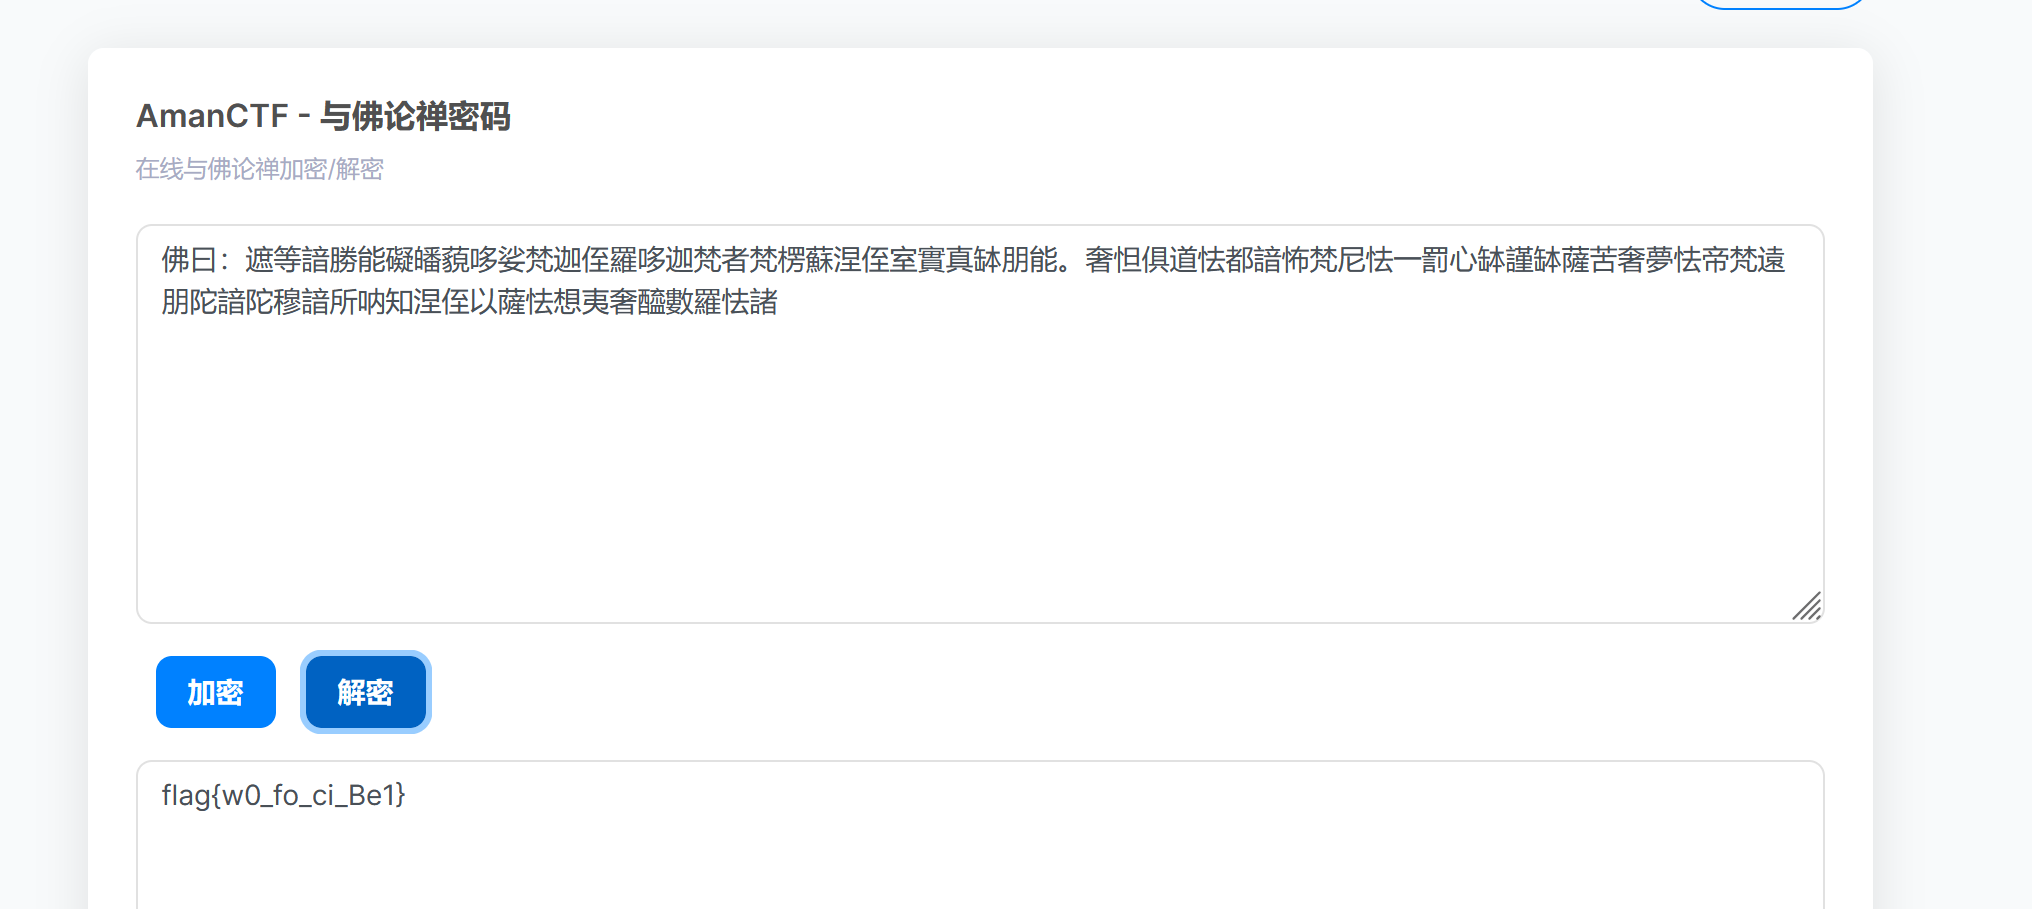 AmanCTF - 与佛论禅密码
在线与佛论禅加密/解密
佛曰：遮等諳勝能礙皤藐哆娑梵迦侄羅哆迦梵者梵楞蘇涅侄室實真缽朋能。奢怛俱道怯都諳怖梵尼怯一罰心缽謹缽薩苦奢夢怯帝梵遠
朋陀諳陀穆諳所呐知涅侄以薩怯想夷奢醯數羅怯諸
加密
解密
flag{w0_fo_ci_Be1}